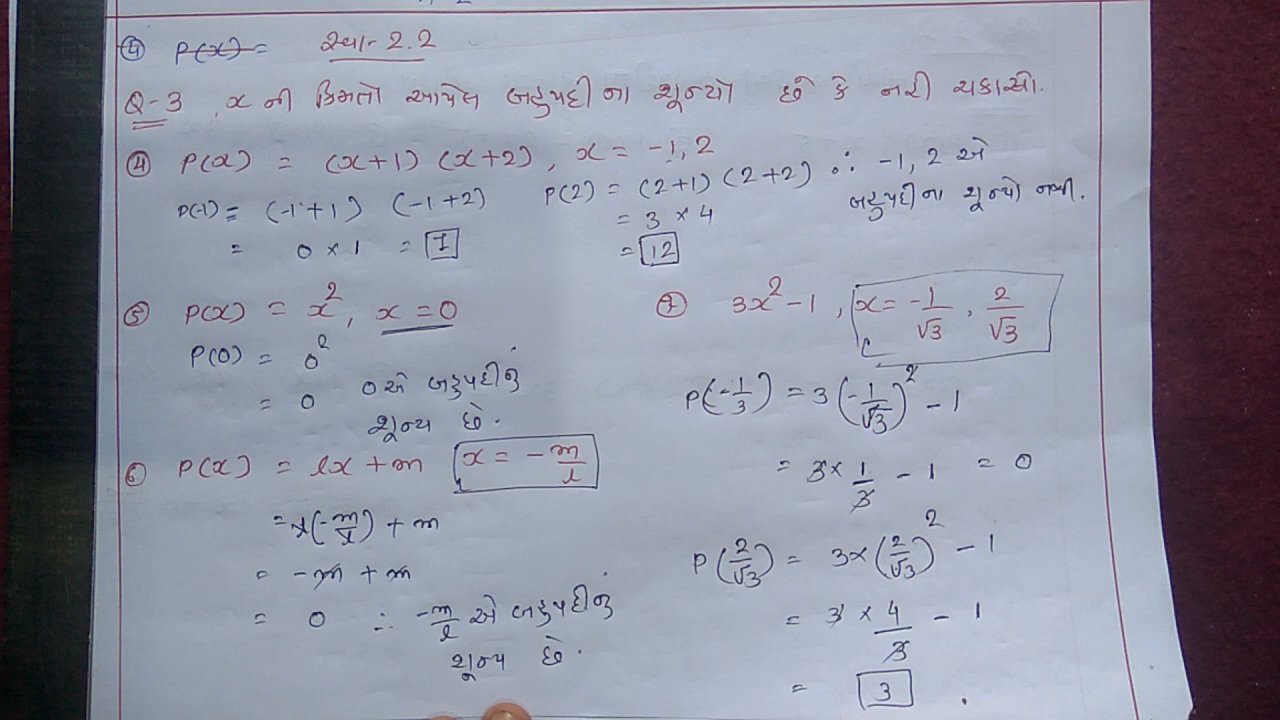 ④ P(x) = સ્વા- 2.2
Q-3 x ની કિંમતો આપેલ બહુપદી ના શૂન્યો છે કે નહી ચકાસો.
④ P(x) = (x+1) (x+2), x = -1, 2
P(-1) = (-1+1) (-1+2)
= 0 × 1 = 1
P(2) = (2+1) (2+2) ∴ -1, 2 એ
= 3 × 4 બહુપદીના શૂન્યો નથી.
= 12
⑤ P(x) = x², x = 0
P(0) = 0²
= 0 0 એ બહુપદીનું
શૂન્ય છે.
⑥ P(x) = lx + m x = -m/l
= l(-m/l) + m
= -m + m
= 0 ∴ -m/l એ બહુપદીનું
શૂન્ય છે.
⑦ 3x² - 1, x = -1/√3, 2/√3
P(-1/3) = 3(-1/√3)² - 1
= 3 × 1/3 - 1 = 0
P(2/√3) = 3×(2/√3)² - 1
= 3 × 4/3 - 1
= 3